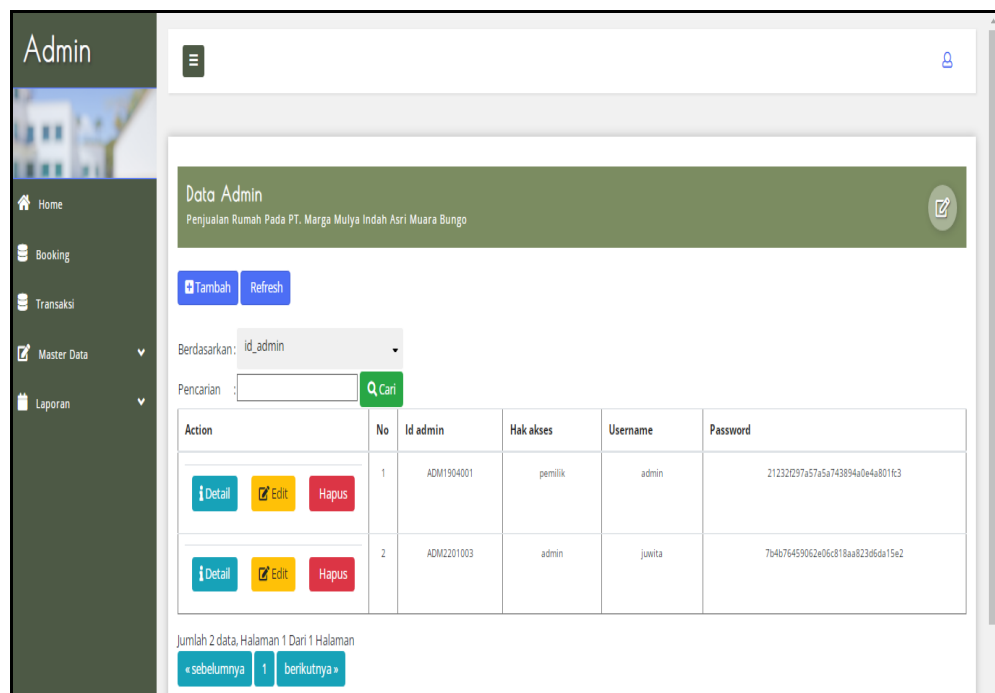 Admin
Home
Booking
Transaksi
Master Data
Laporan
Data Admin
Penjualan Rumah Pada PT. Marga Mulya Indah Asri Muara Bungo
Tambah Refresh
Berdasarkan : id_admin
Pencarian : Cari
Action No Id admin Hak akses Username Password
Detail Edit Hapus 1 ADM1904001 pemilik admin 21232f297a57a5a743894a0e4a801fc3
Detail Edit Hapus 2 ADM2201003 admin juwita 7b4b76459062e06c818aa823d6da15e2
Jumlah 2 data, Halaman 1 Dari 1 Halaman
« sebelumnya 1 berikutnya »